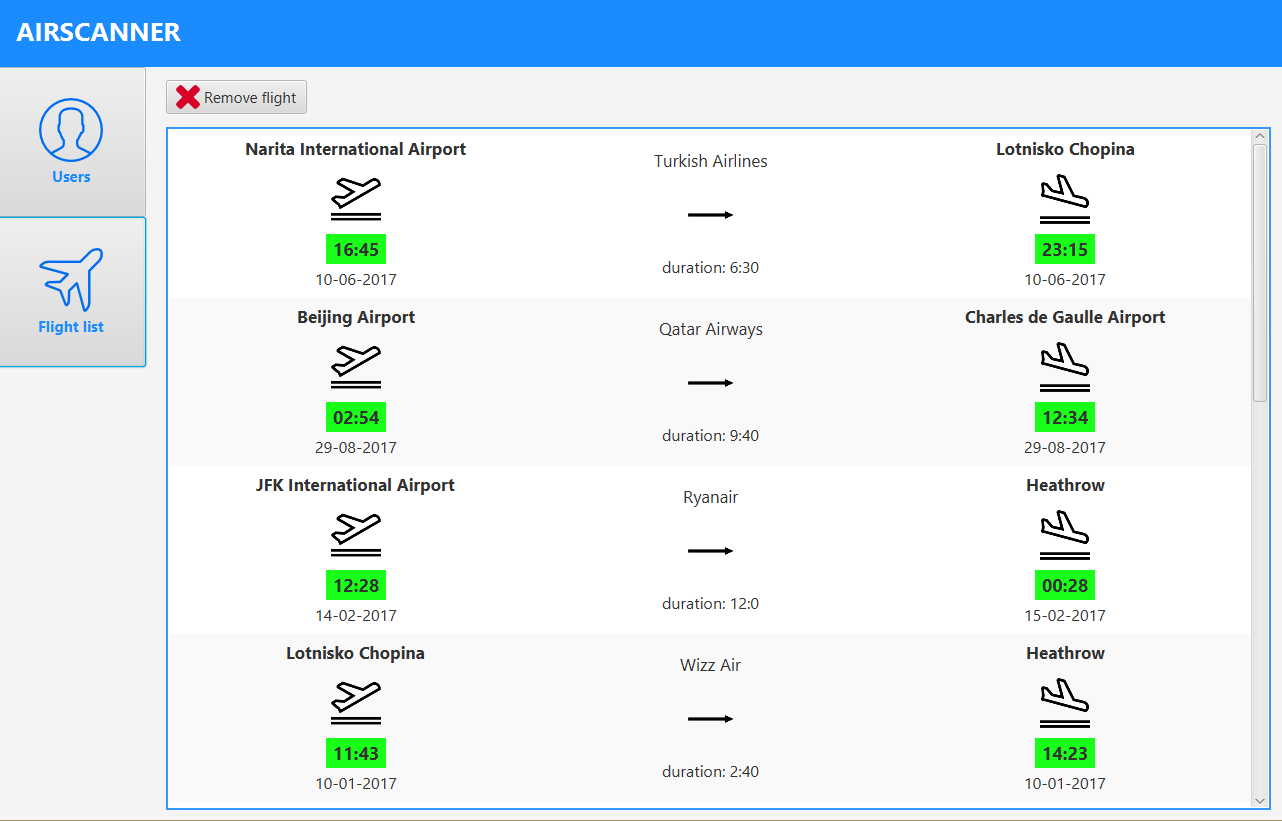 AIRSCANNER
Users
Flight list
Remove flight
Narita International Airport
16:45
10-06-2017
Turkish Airlines
duration: 6:30
Lotnisko Chopina
23:15
10-06-2017
Beijing Airport
02:54
29-08-2017
Qatar Airways
duration: 9:40
Charles de Gaulle Airport
12:34
29-08-2017
JFK International Airport
12:28
14-02-2017
Ryanair
duration: 12:0
Heathrow
00:28
15-02-2017
Lotnisko Chopina
11:43
10-01-2017
Wizz Air
duration: 2:40
Heathrow
14:23
10-01-2017